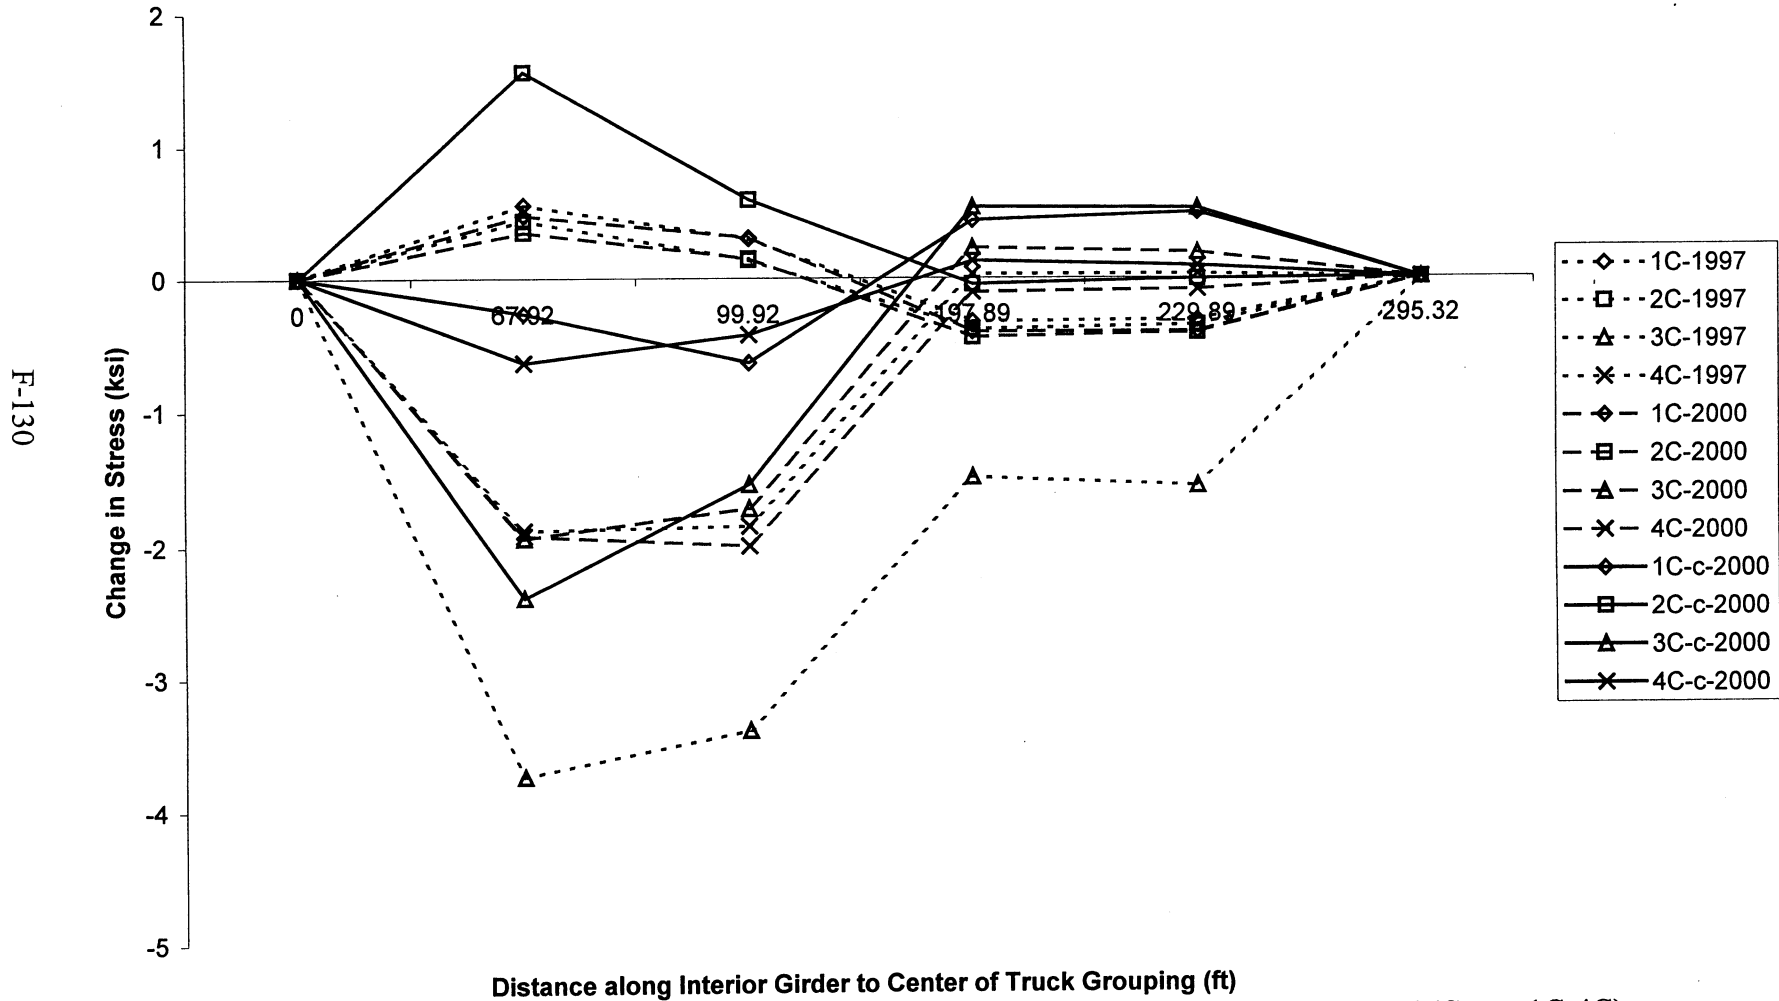 2
1
0
-1
-2
-3
-4
-5
Change in Stress (ksi)
F-130
0
67.92
99.92
197.89
229.89
295.32
Distance along Interior Girder to Center of Truck Grouping (ft)
1C-1997
2C-1997
3C-1997
4C-1997
1C-2000
2C-2000
3C-2000
4C-2000
1C-c-2000
2C-c-2000
3C-c-2000
4C-c-2000